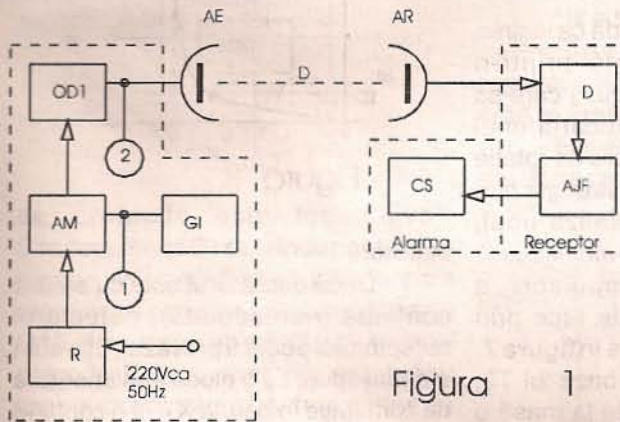 AE
AR
D
OD1
2
D
AM
GI
CS
AJF
Alarma
Receptor
1
R
220Vca
50Hz
Figura 1